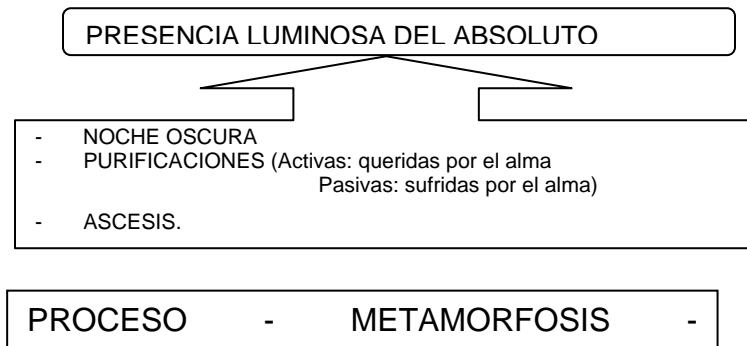 PRESENCIA LUMINOSA DEL ABSOLUTO
- NOCHE OSCURA
- PURIFICACIONES (Activas: queridas por el alma
Pasivas: sufridas por el alma)
- ASCESIS.
PROCESO - METAMORFOSIS -